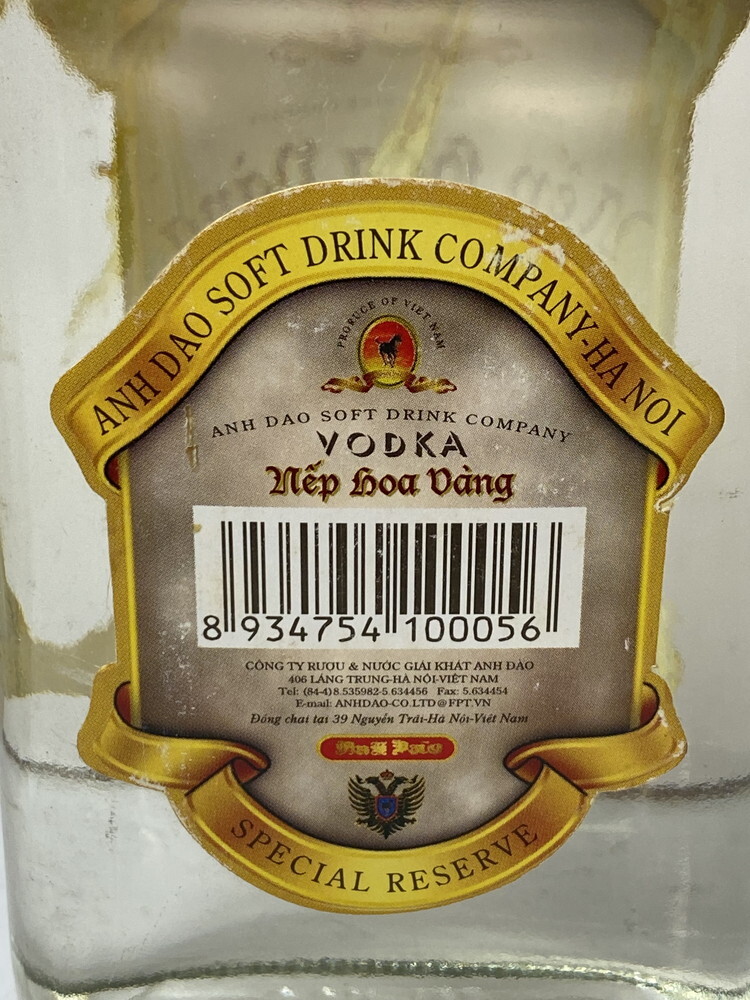 ANH DAO SOFT DRINK COMPANY-HA NOI
PRORUCE OF VIET NAM
ANH DAO SOFT DRINK COMPANY
VODKA
Nếp Hoa Vàng
8 934754 100056
CÔNG TY RƯỢU & NƯỚC GIẢI KHÁT ANH ĐÀO
406 LÁNG TRUNG-HÀ NỘI-VIỆT NAM
Tel: (84-4) 8.535982-5.634456 Fax: 5.634454
E-mail: ANHDAO-CO.LTD@FPT.VN
Đóng chai tại 39 Nguyễn Trãi-Hà Nội-Việt Nam
Anh Đào
SPECIAL RESERVE